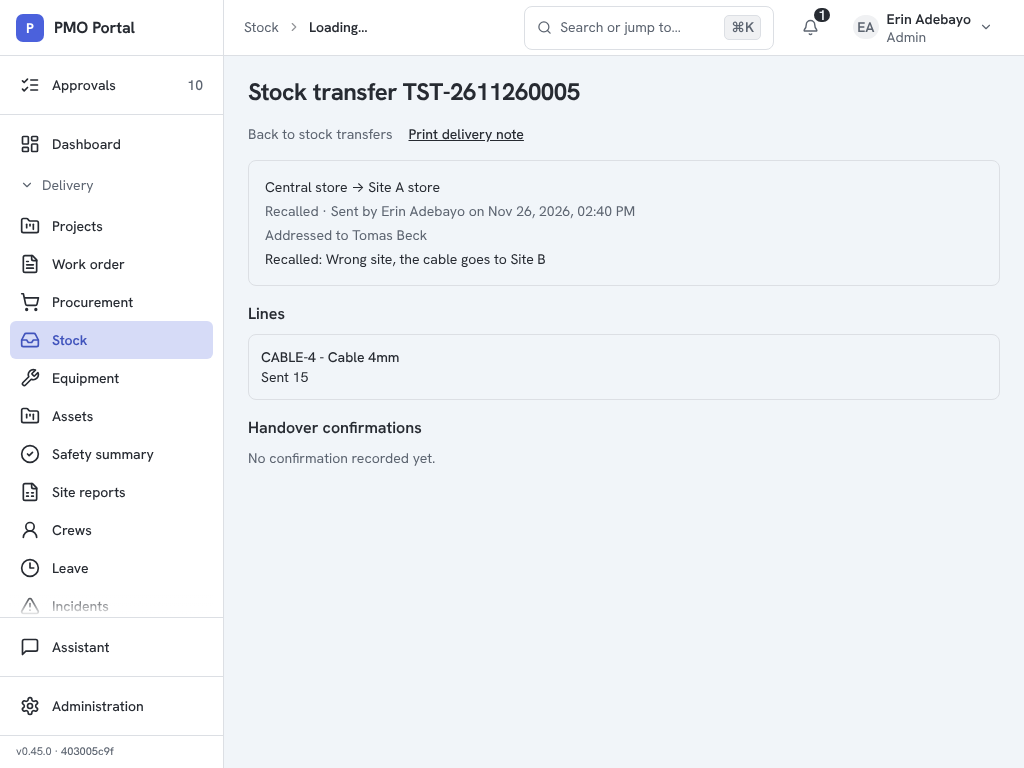 P PMO Portal
Stock > Loading...
Search or jump to... ⌘K
1
EA Erin Adebayo
Admin
Approvals 10
Dashboard
Delivery
Projects
Work order
Procurement
Stock
Equipment
Assets
Safety summary
Site reports
Crews
Leave
Incidents
Assistant
Administration
v0.45.0 · 403005c9f
Stock transfer TST-2611260005
Back to stock transfers Print delivery note
Central store → Site A store
Recalled · Sent by Erin Adebayo on Nov 26, 2026, 02:40 PM
Addressed to Tomas Beck
Recalled: Wrong site, the cable goes to Site B
Lines
CABLE-4 - Cable 4mm
Sent 15
Handover confirmations
No confirmation recorded yet.